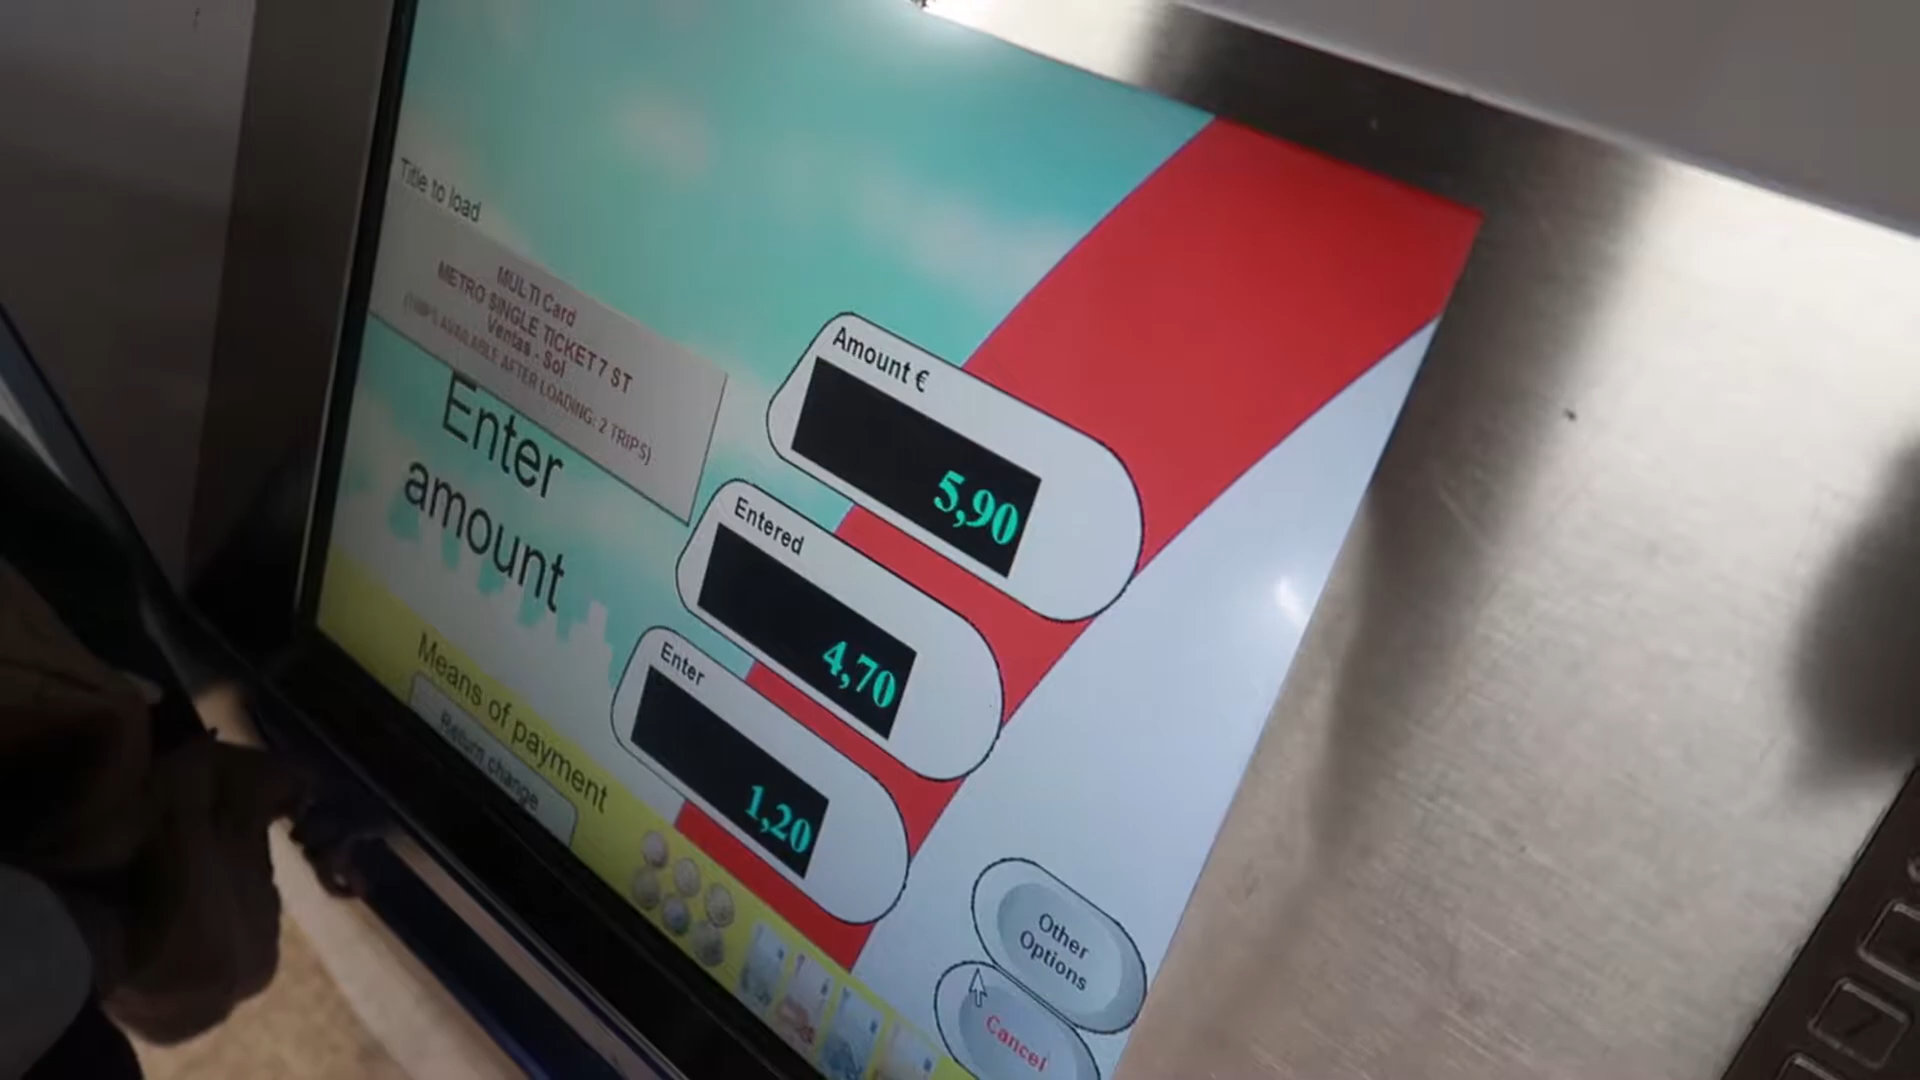 Title to load
MULTI Card
METRO SINGLE TICKET 7 ST
Ventas - Sol
(TRIPS AVAILABLE AFTER LOADING: 2 TRIPS)
Enter
amount
Amount €
5,90
Entered
4,70
Enter
1,20
Means of payment
Return change
Other
Options
Cancel